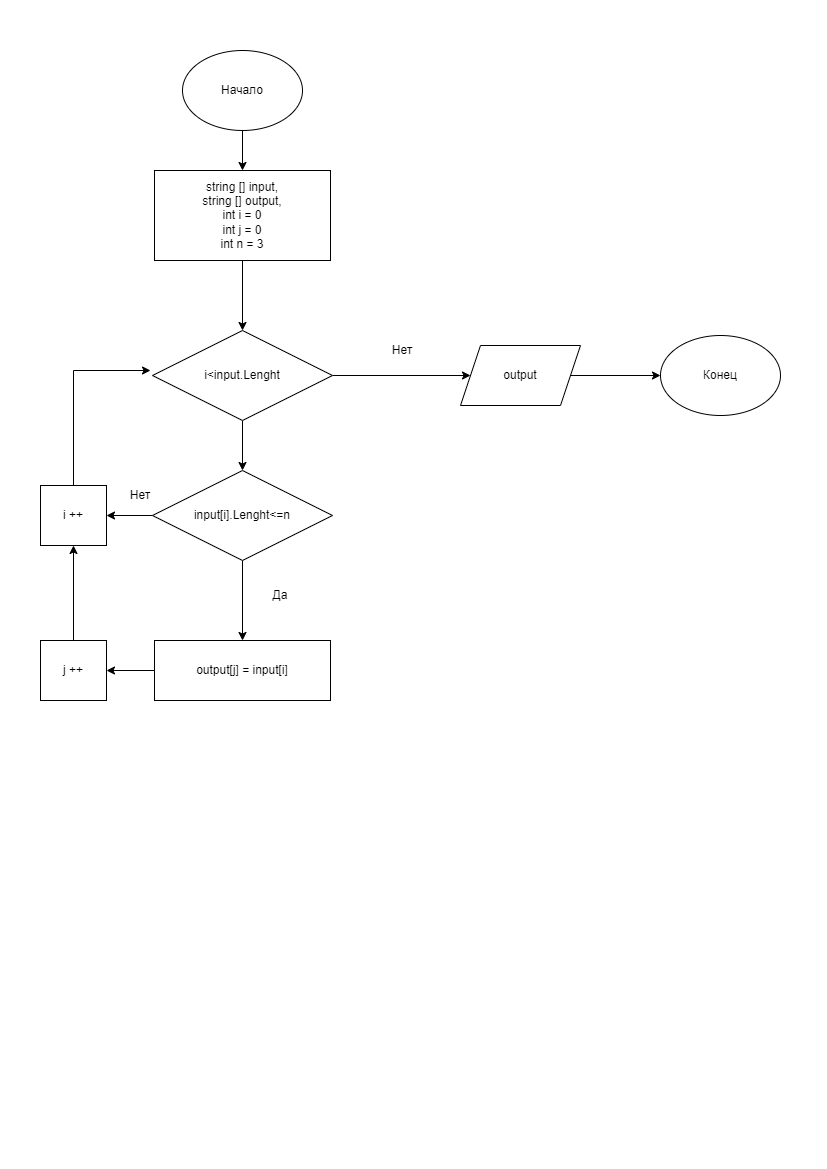 Начало
string [] input,
string [] output,
int i = 0
int j = 0
int n = 3
i<input.Lenght
Нет
output
Конец
input[i].Lenght<=n
Нет
i ++
Да
output[j] = input[i]
j ++